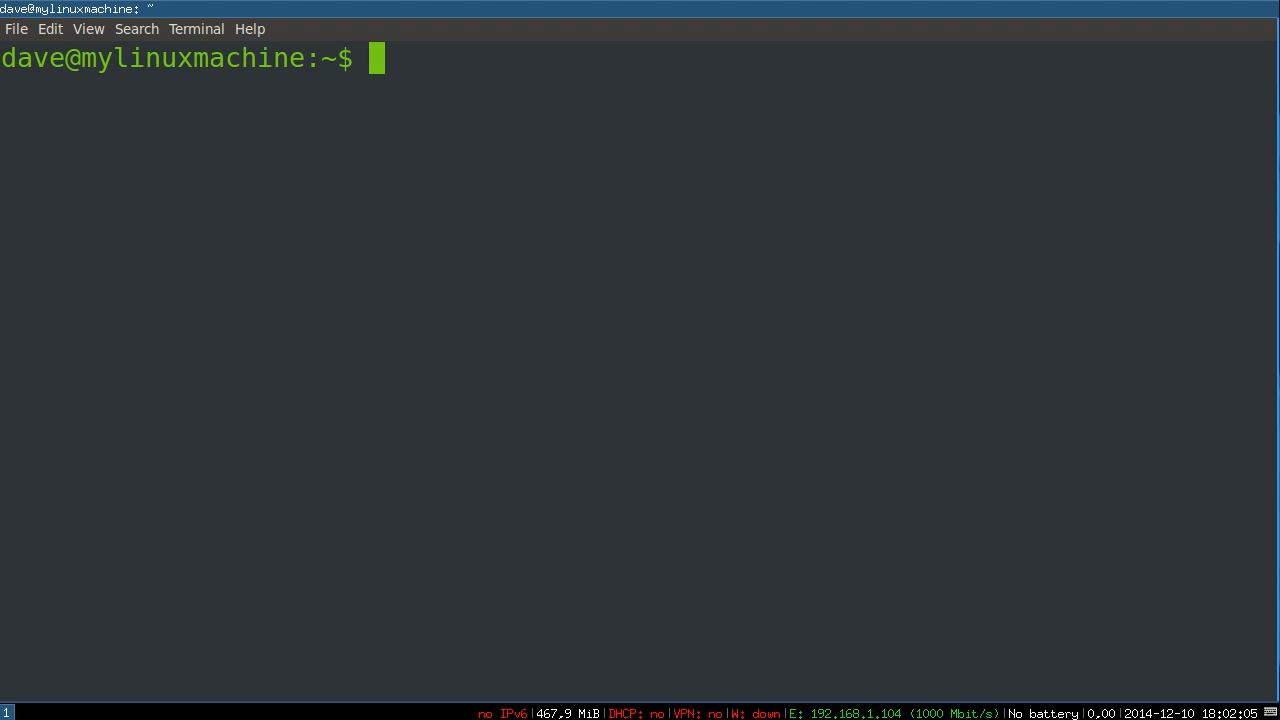 dave@mylinuxmachine: ~
File Edit View Search Terminal Help
dave@mylinuxmachine:~$
1 no IPv6|467,9 MiB|DHCP: no|VPN: no|W: down|E: 192.168.1.104 (1000 Mbit/s)|No battery|0,00|2014-12-10 18:02:05